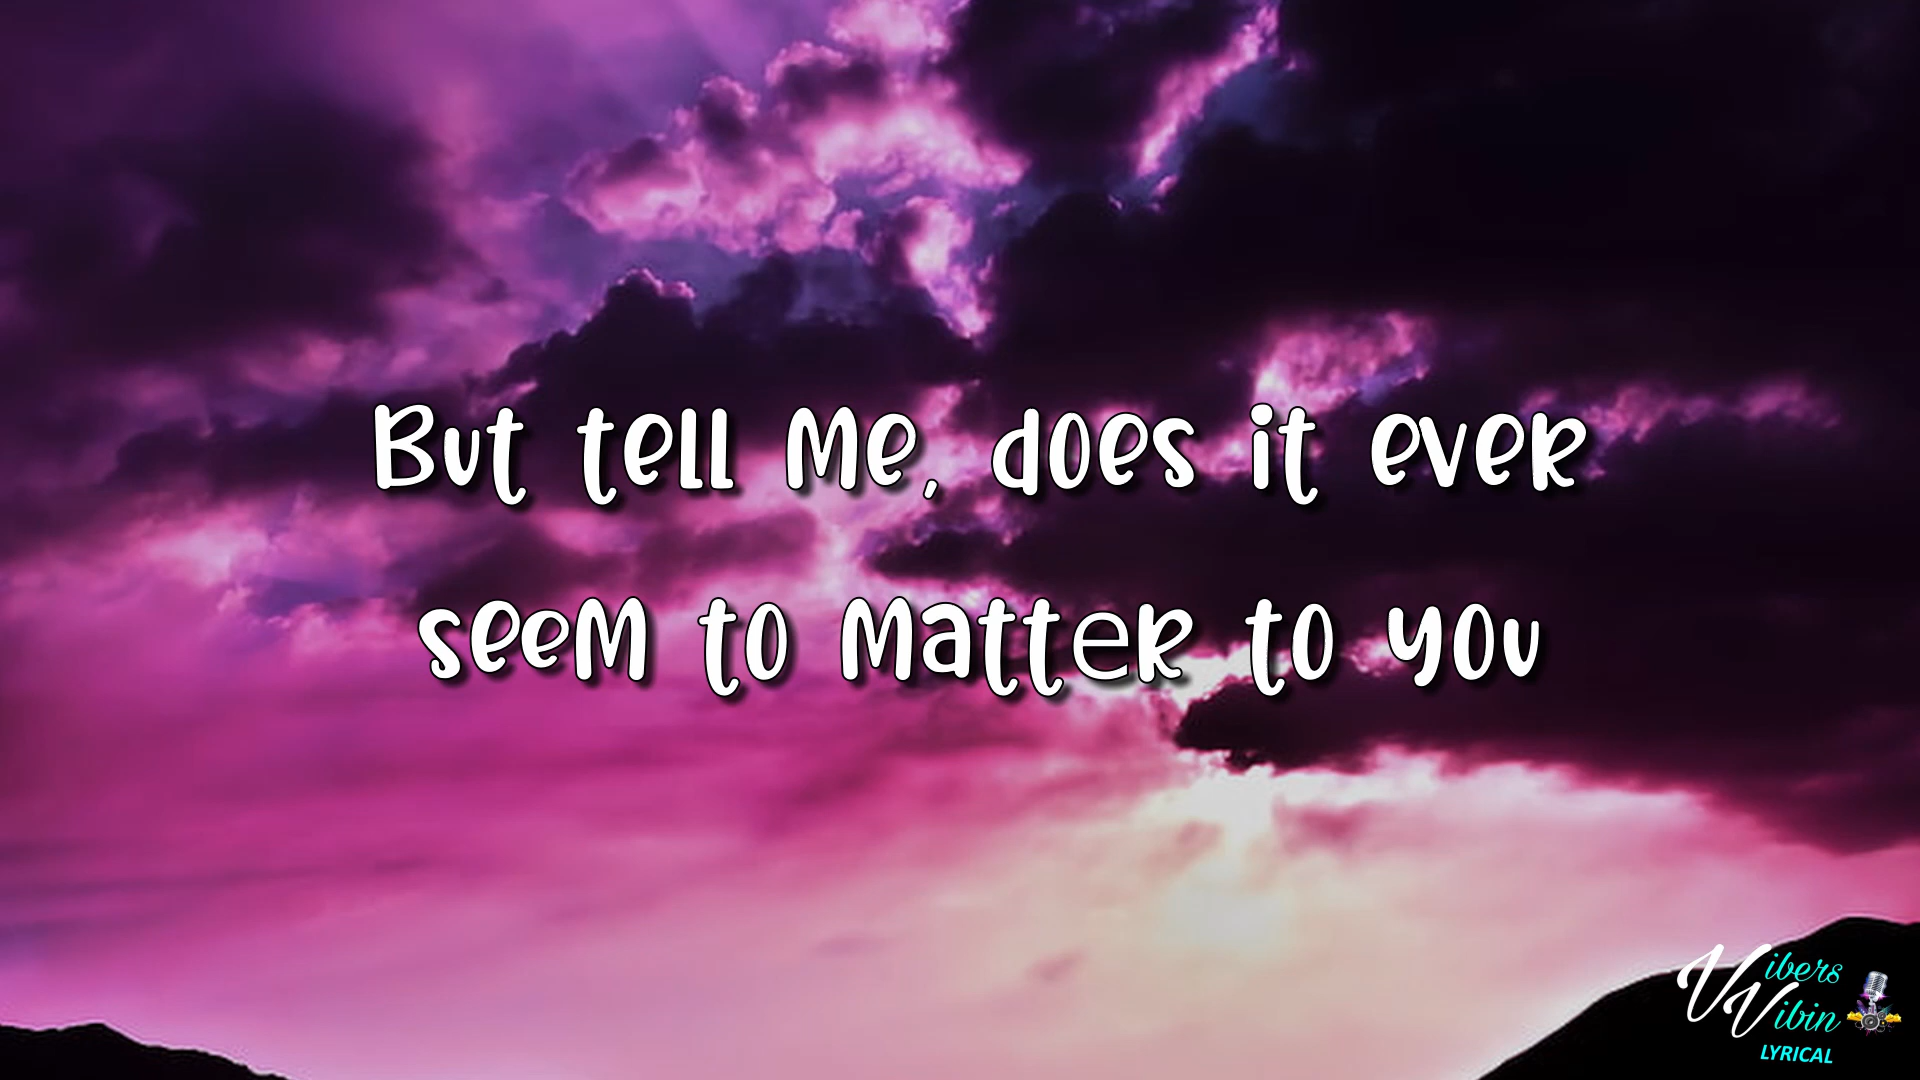 But tell me, does it ever
seem to matter to you
Vibers
Vibin
LYRICAL